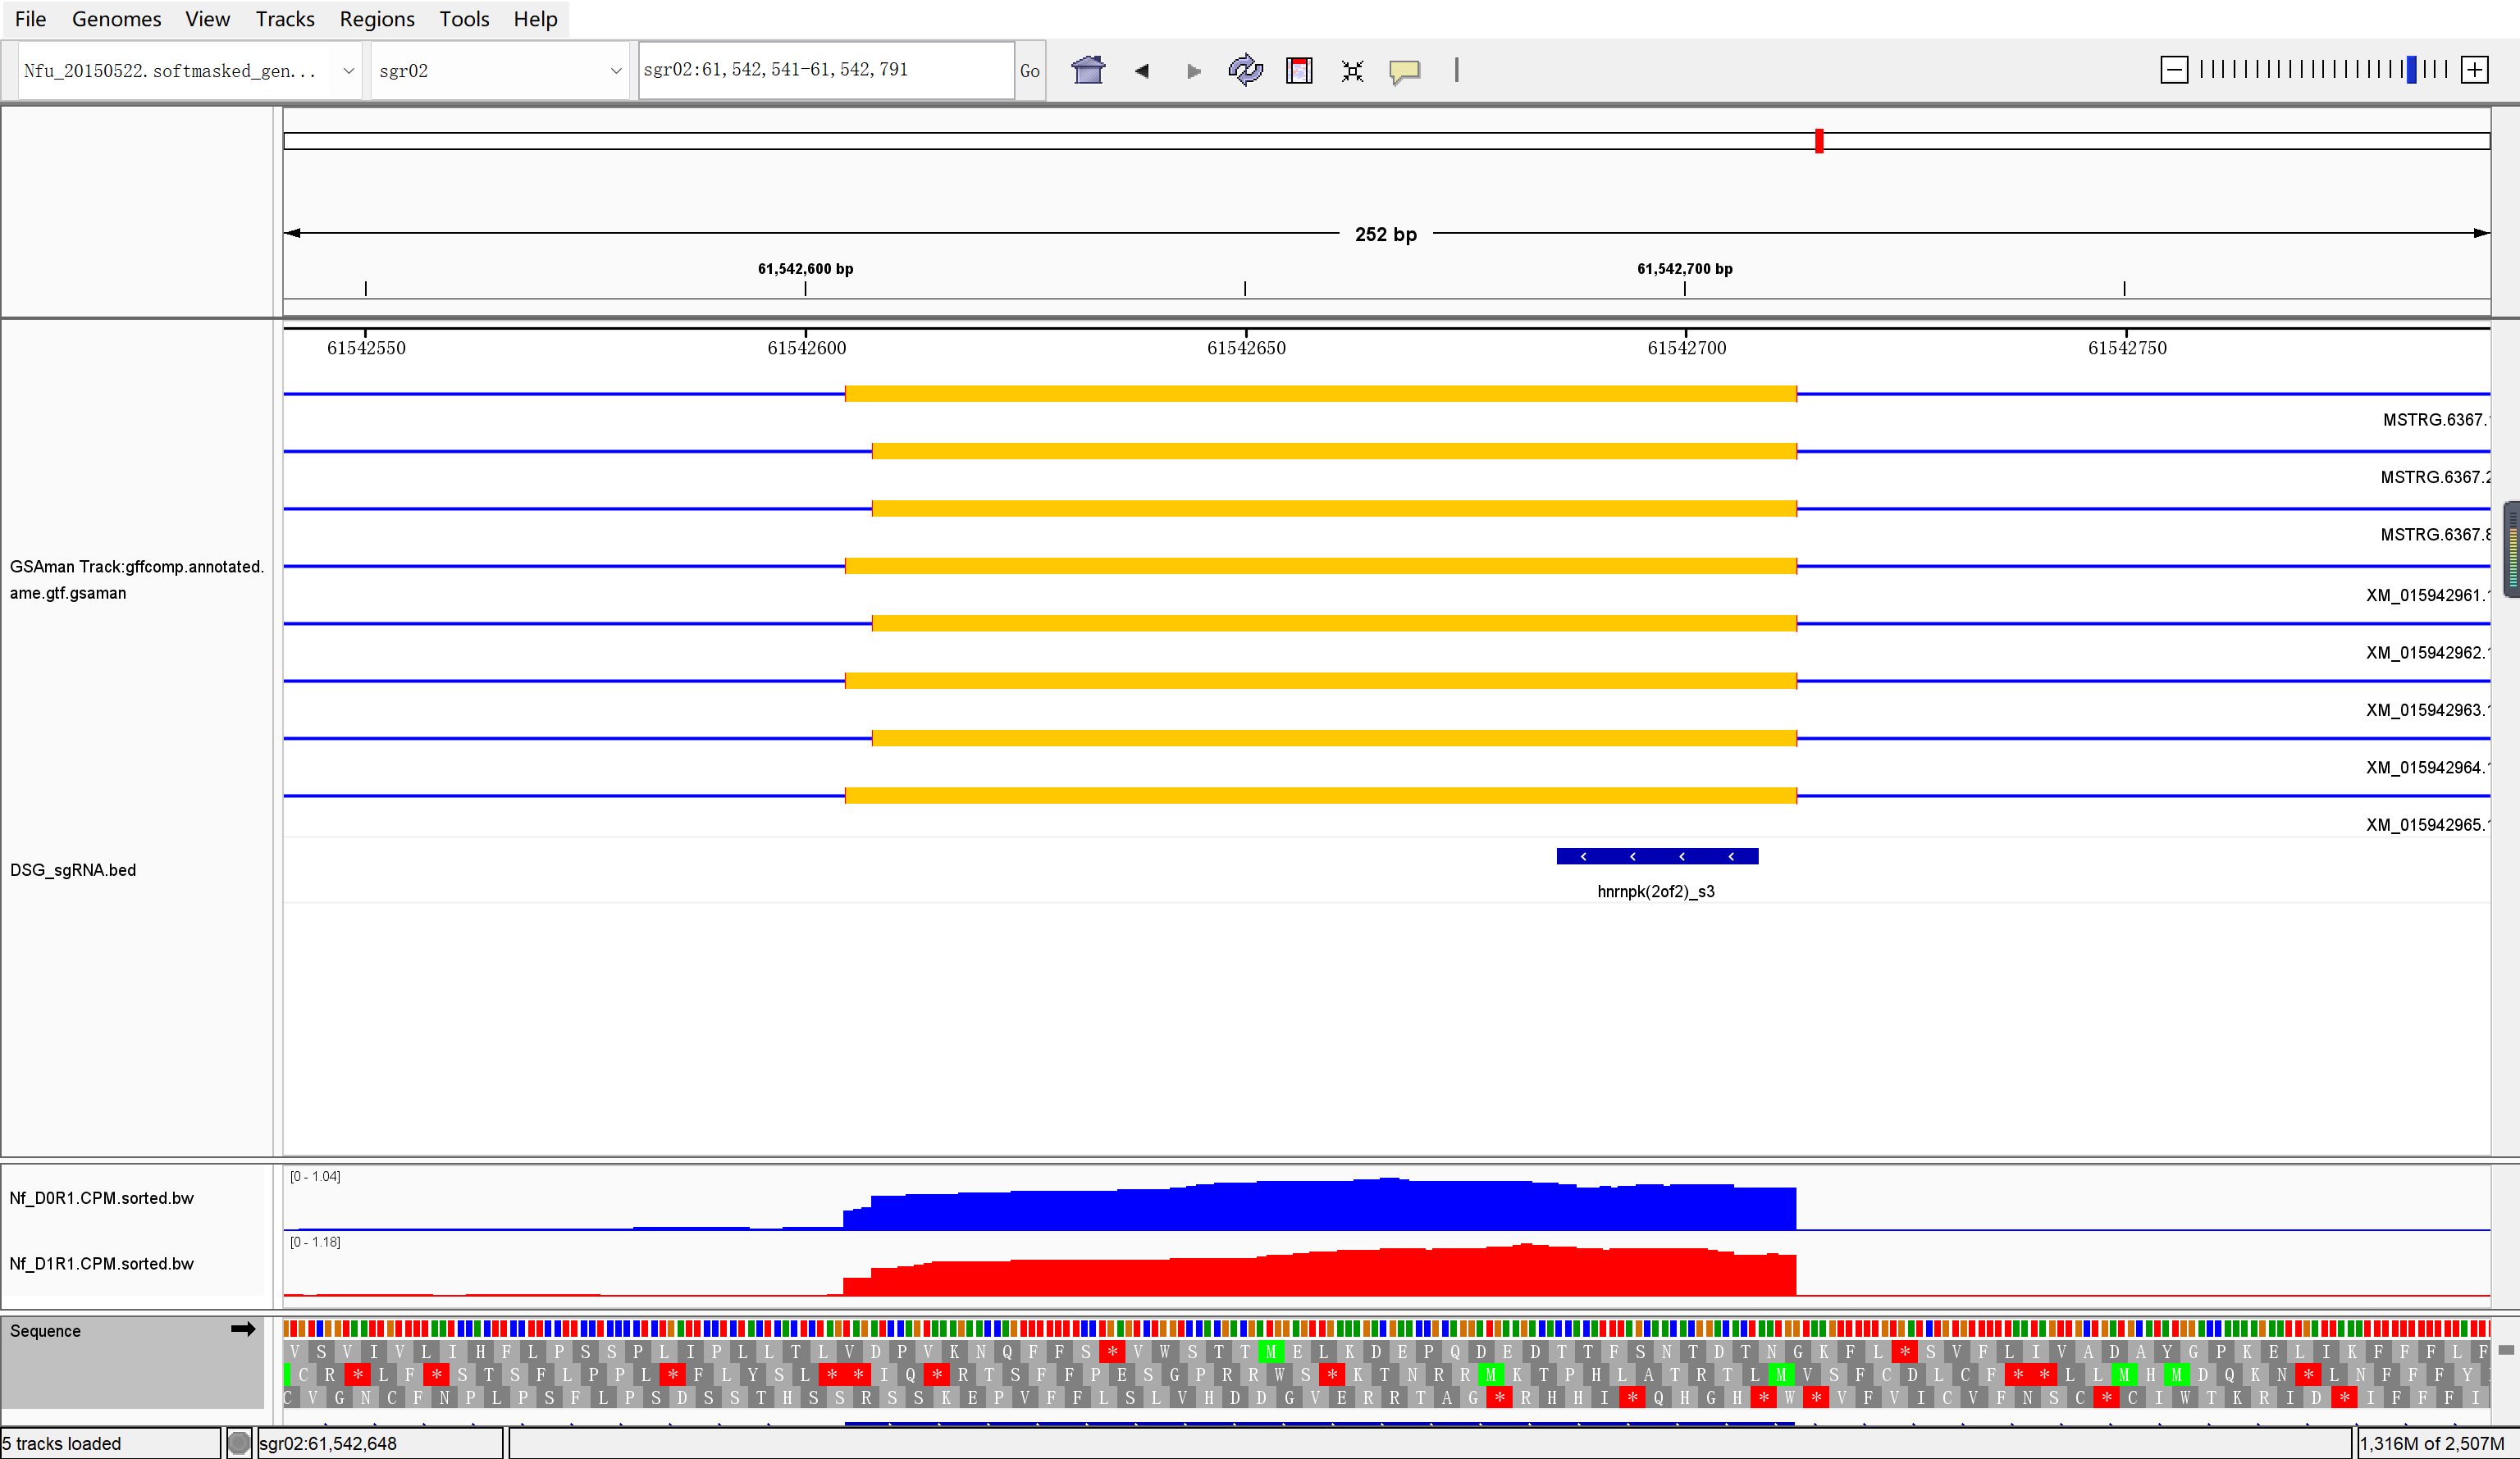 File Genomes View Tracks Regions Tools Help
Nfu_20150522.softmasked_gen... sgr02 sgr02:61,542,541-61,542,791 Go
252 bp
61,542,600 bp 61,542,700 bp
61542550 61542600 61542650 61542700 61542750
MSTRG.6367.
MSTRG.6367.2
MSTRG.6367.8
GSAman Track:gffcomp.annotated.
ame.gtf.gsaman
XM_015942961.1
XM_015942962.1
XM_015942963.1
XM_015942964.1
XM_015942965.1
DSG_sgRNA.bed
hnrnpk(2of2)_s3
[0 - 1.04]
Nf_D0R1.CPM.sorted.bw
[0 - 1.18]
Nf_D1R1.CPM.sorted.bw
Sequence
V S V I V L I H F L P S S P L I P L L T L V D P V K N Q F F S * V W S T T M E L K D E P Q D E D T T F S N T D T N G K F L * S V F L I V A D A Y G P K E L I K F F F L F
C R * L F * S T S F L P P L * F L Y S L * * I Q * R T S F F P E S G P R R W S * K T N R R M K T P H L A T R T L M V S F C D L C F * * L L M H M D Q K N * L N F F F Y
C V G N C F N P L P S F L P S D S S T H S S R S S K E P V F F L S L V H D D G V E R R T A G * R H H I * Q H G H * W * V F V I C V F N S C * C I W T K R I D * I F F F I
5 tracks loaded sgr02:61,542,648 1,316M of 2,507M